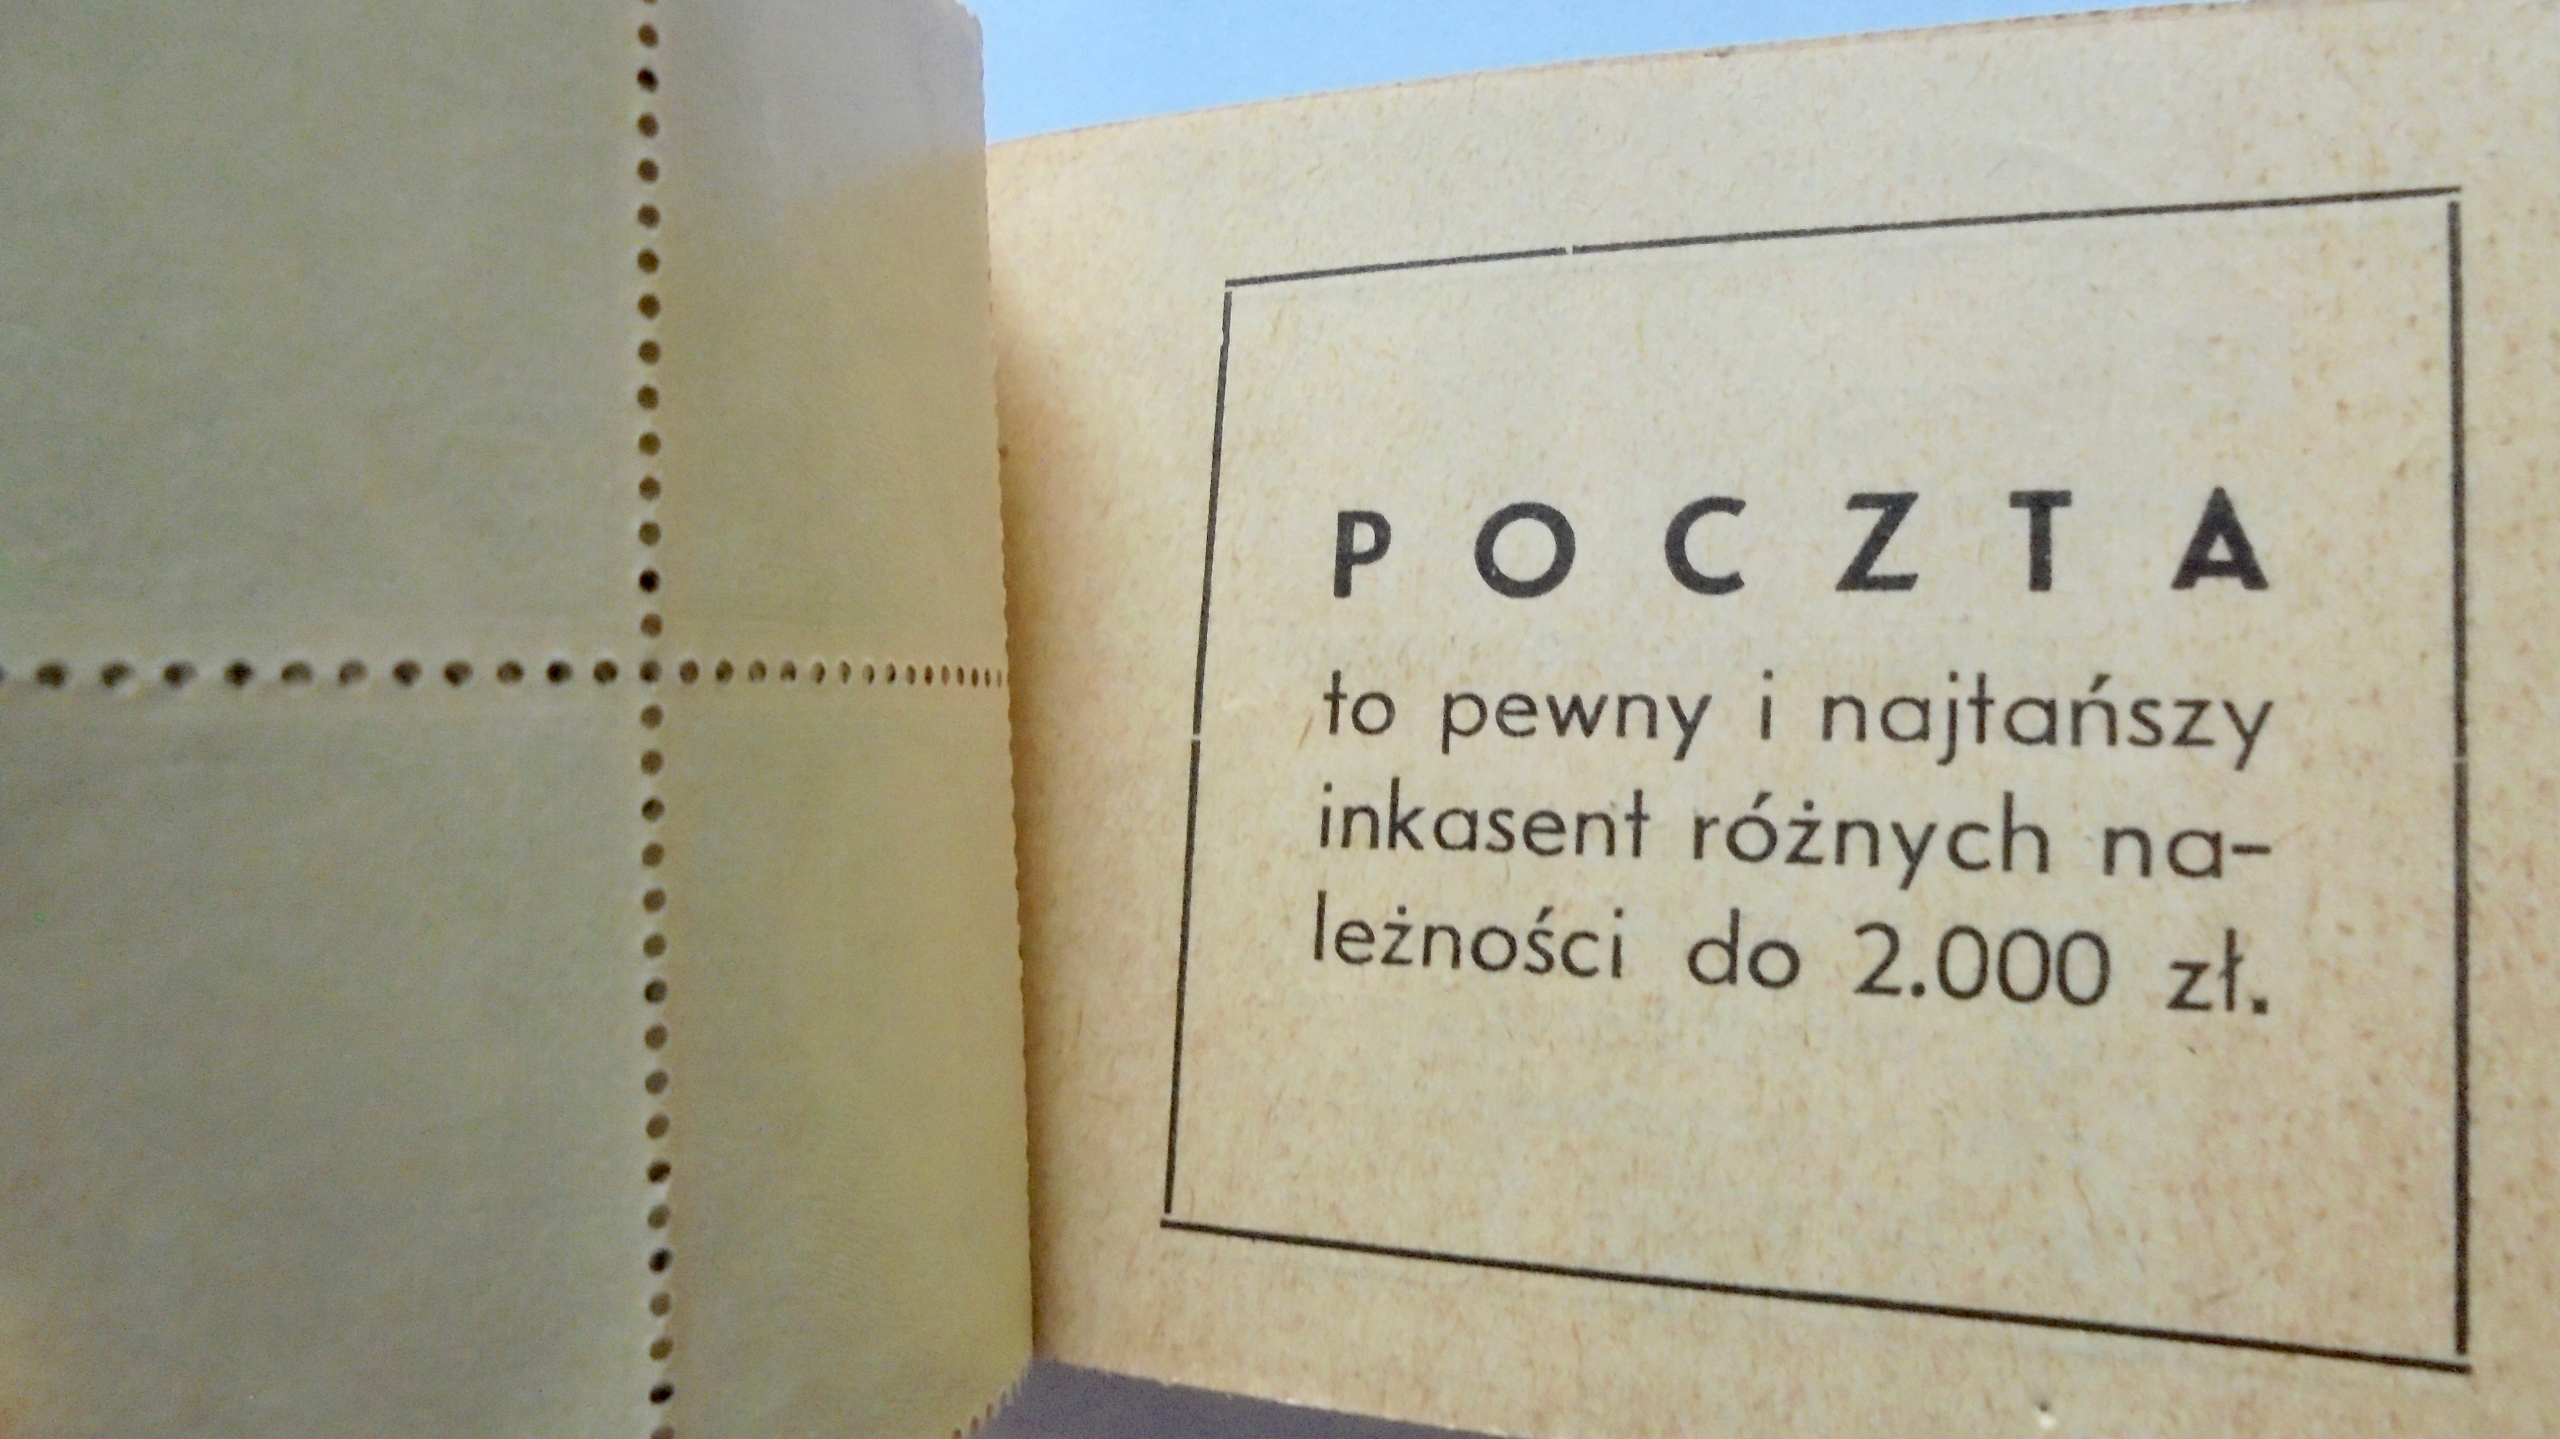 POCZTA
to pewny i najtańszy
inkasent różnych na-
leżności do 2.000 zł.